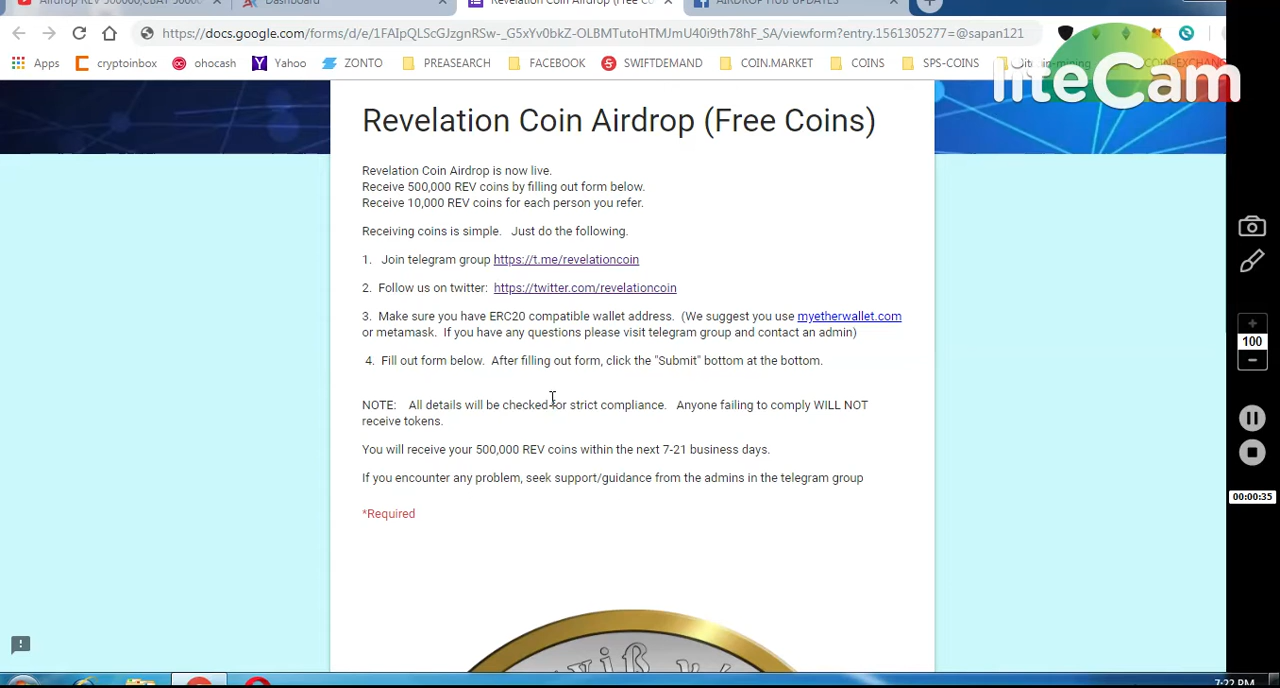 Airdrop REV 500000,CBAT 50000
Dashboard
Revelation Coin Airdrop (Free Co
AIRDROP HUB UPDATES
https://docs.google.com/forms/d/e/1FAIpQLScGJzgnRSw-_G5xYv0bkZ-OLBMTutoHTMJmU40i9th78hF_SA/viewform?entry.1561305277=@sapan121
Apps cryptoinbox ohocash Yahoo ZONTO PREASEARCH FACEBOOK SWIFTDEMAND COIN.MARKET COINS SPS-COINS
liteCam
Revelation Coin Airdrop (Free Coins)
Revelation Coin Airdrop is now live.
Receive 500,000 REV coins by filling out form below.
Receive 10,000 REV coins for each person you refer.
Receiving coins is simple. Just do the following.
1. Join telegram group https://t.me/revelationcoin
2. Follow us on twitter: https://twitter.com/revelationcoin
3. Make sure you have ERC20 compatible wallet address. (We suggest you use myetherwallet.com
or metamask. If you have any questions please visit telegram group and contact an admin)
4. Fill out form below. After filling out form, click the "Submit" bottom at the bottom.
NOTE: All details will be checked for strict compliance. Anyone failing to comply WILL NOT
receive tokens.
You will receive your 500,000 REV coins within the next 7-21 business days.
If you encounter any problem, seek support/guidance from the admins in the telegram group
*Required
100
00:00:35
7:22 PM